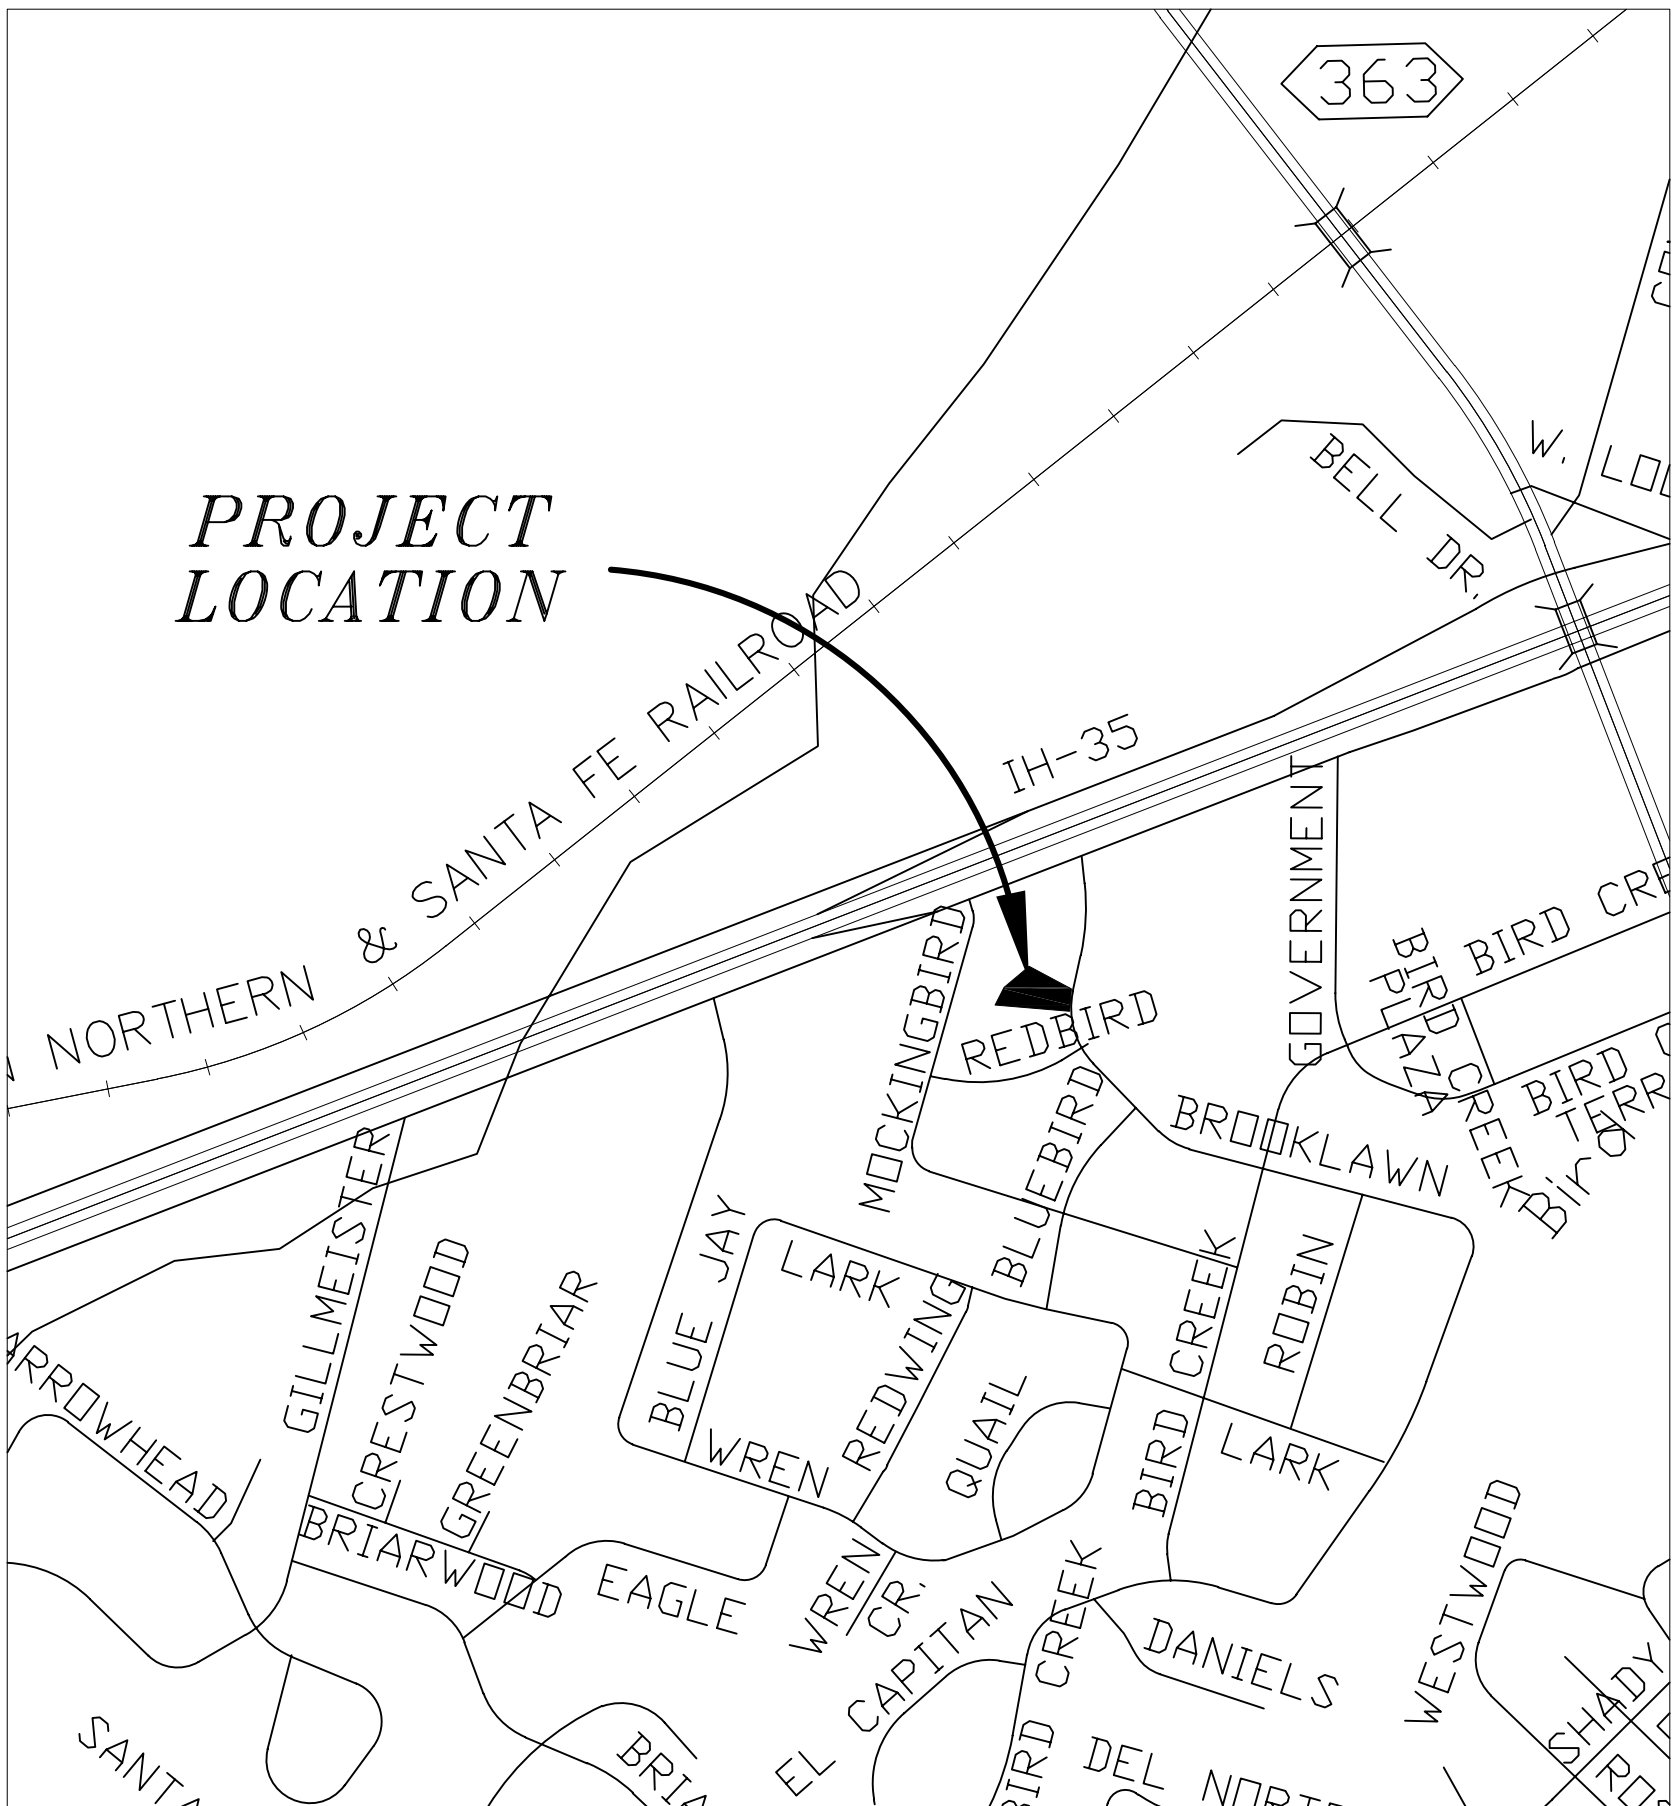 363
W. LO
BELL DR.
PROJECT
LOCATION
NORTHERN & SANTA FE RAILROAD
IH-35
GOVERNMENT
BIRD CRE
BIRD CREEK
PLAZA
BIRD C
TERR
Bird
MOCKINGBIRD
REDBIRD
BLUEBIRD
BROOKLAWN
GILLMEISTER
CRESTWOOD
GREENBRIAR
BLUE JAY
LARK
REDWING
QUAIL
BIRD CREEK
ROBIN
LARK
ARROWHEAD
WREN
BRIARWOOD
EAGLE
WREN
CR.
EL CAPITAN
BIRD CREEK
DANIELS
WESTWOOD
SHADY
SANTA
BRIA
DEL NORTE